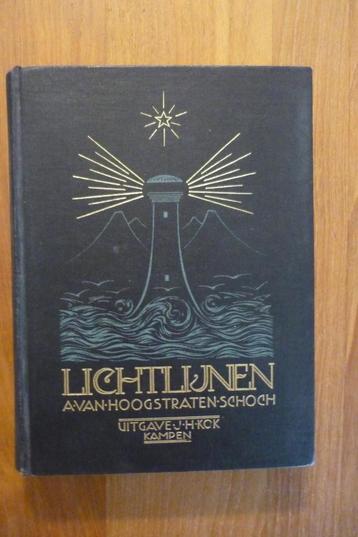 LICHTLIJNEN
A·VAN·HOOGSTRATEN·SCHOCH
UITGAVE·J·H·KOK
KAMPEN